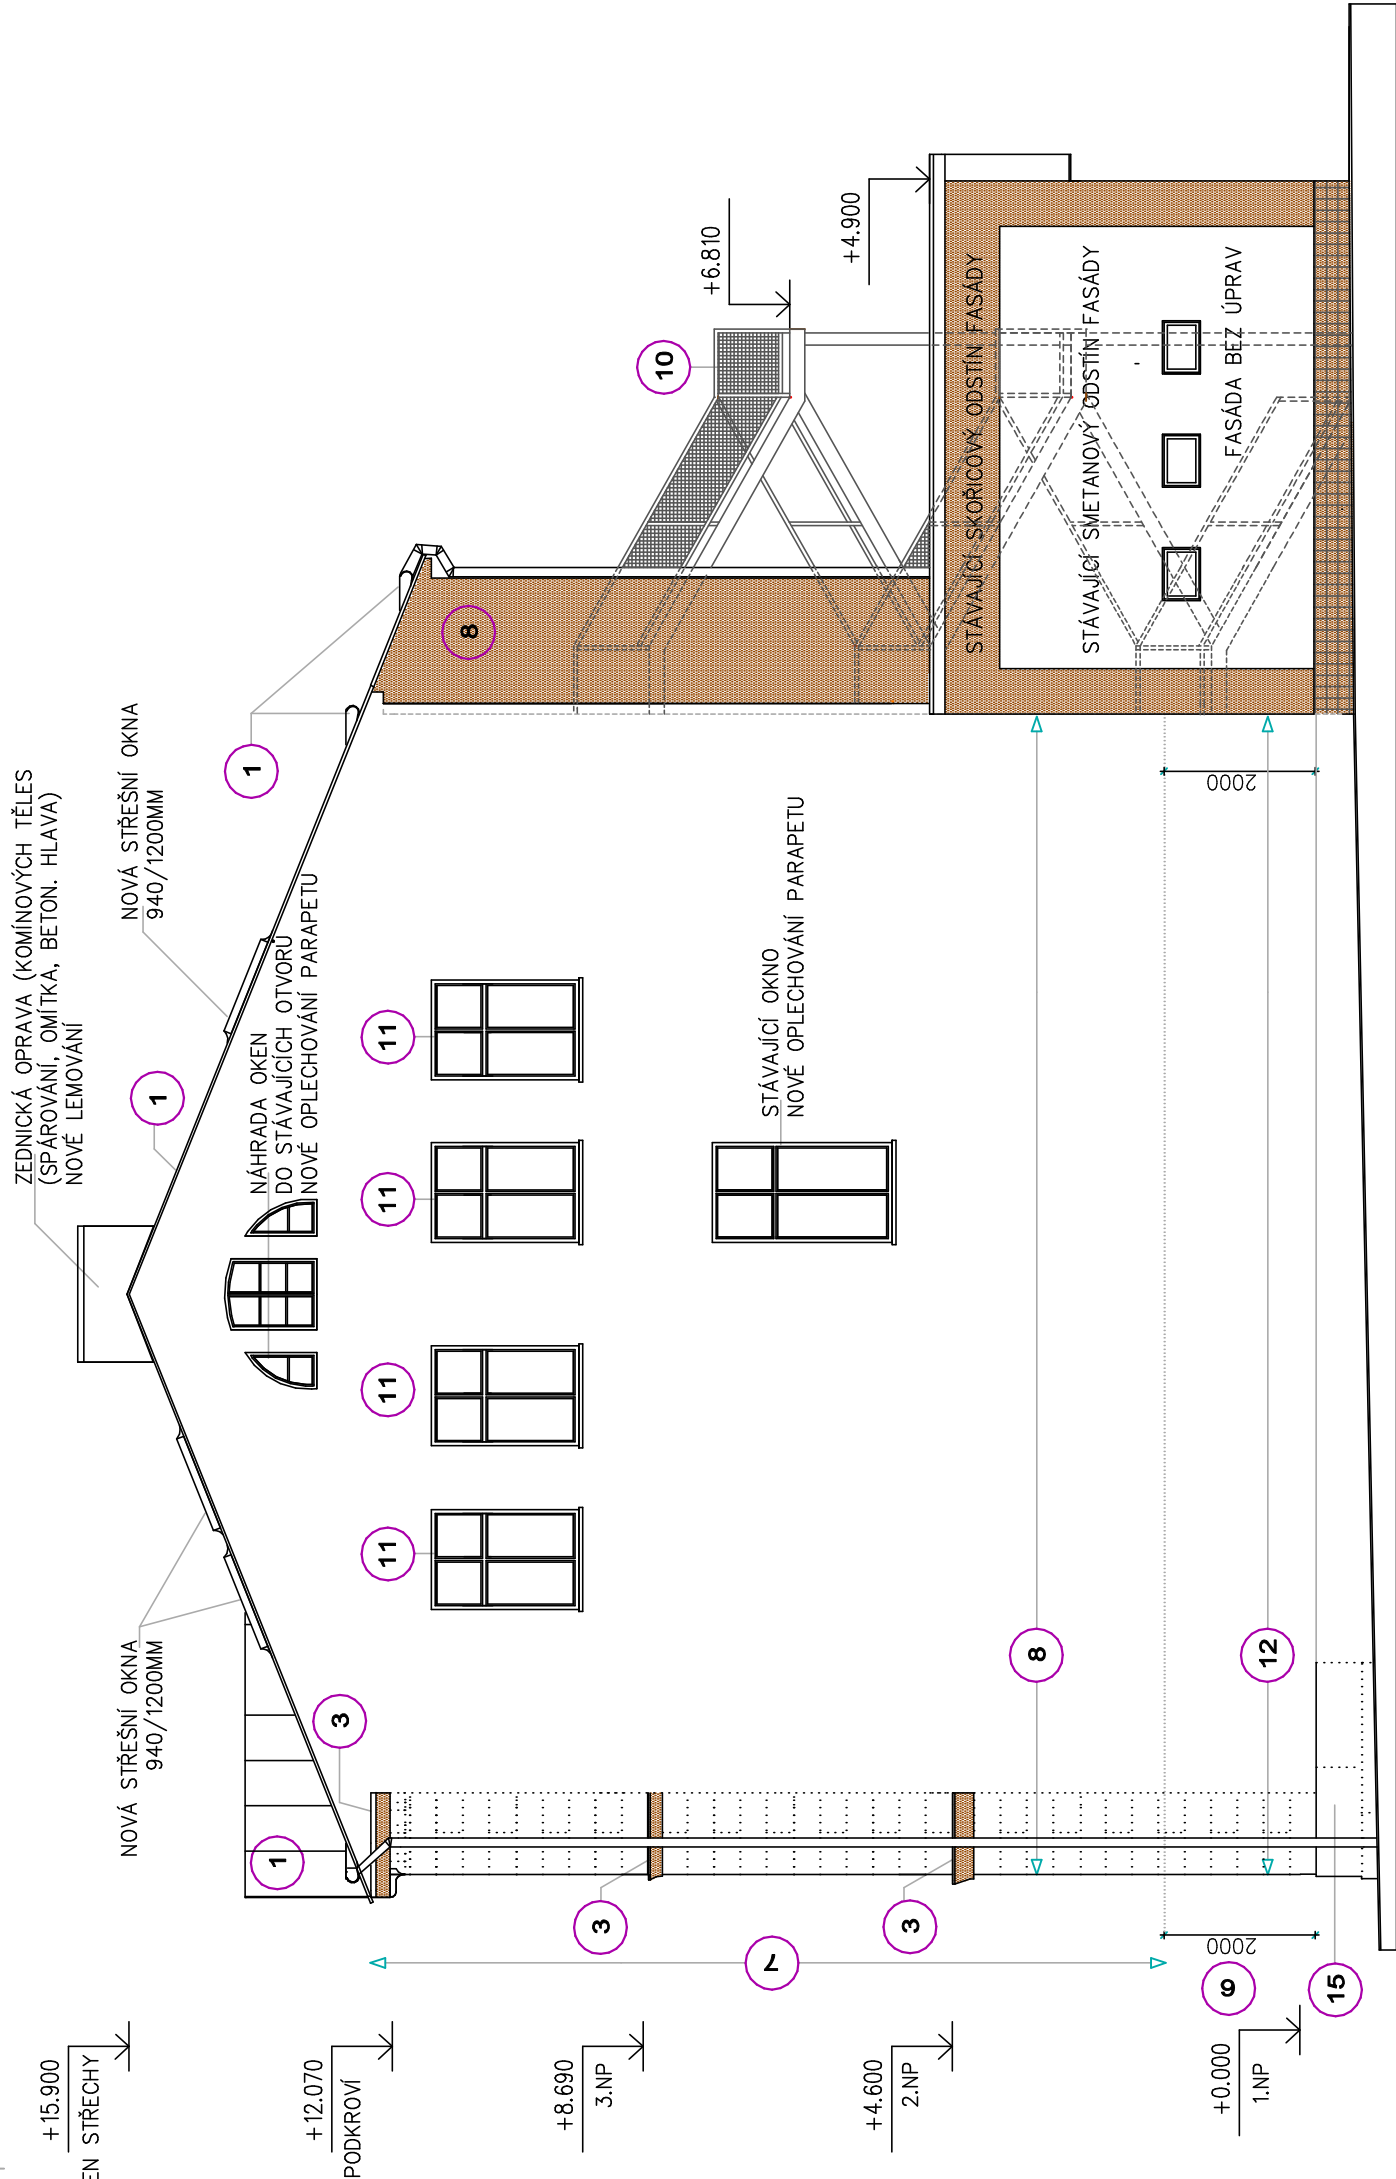 ZEDNICKÁ OPRAVA (KOMÍNOVÝCH TĚLES
(SPÁROVÁNÍ, OMÍTKA, BETON. HLAVA)
NOVÉ LEMOVÁNÍ
NOVÁ STŘEŠNÍ OKNA
940/1200MM
NOVÁ STŘEŠNÍ OKNA
940/1200MM
NÁHRADA OKEN
DO STÁVAJÍCÍCH OTVORU
NOVÉ OPLECHOVÁNÍ PARAPETU
STÁVAJÍCÍ OKNO
NOVÉ OPLECHOVÁNÍ PARAPETU
+15.900
EN STŘECHY
+12.070
PODKROVÍ
+8.690
3.NP
+4.600
2.NP
+0.000
1.NP
+6.810
+4.900
STÁVAJÍCÍ SKOŘICOVÝ ODSTÍN FASÁDY
STÁVAJÍCÍ SMETANOVÝ ODSTÍN FASÁDY
FASÁDA BEZ ÚPRAV
1
1
1
3
3
3
7
8
8
9
10
11
11
11
11
12
15
2000
2000